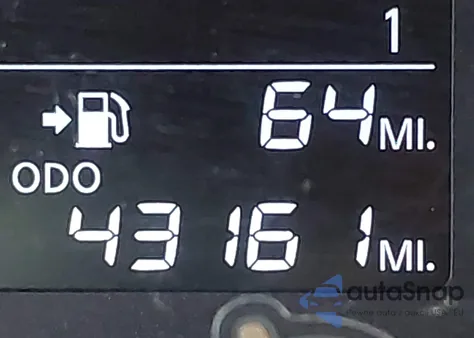 1
64 MI.
ODO
43161 MI.
autoSnap